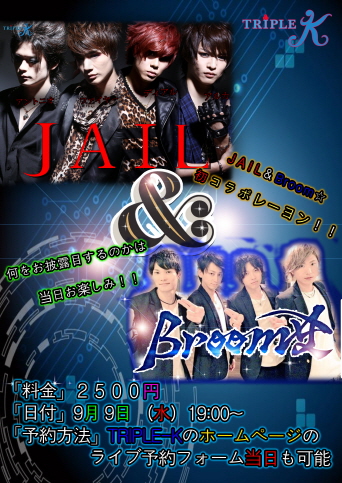 TRIPLE K
TRIPLE K
JAIL
JAIL&Broom☆
初コラボレーヨン！！
&
何をお披露目するのかは
当日お楽しみ！！
Broom☆
「料金」２５００円
「日付」9月9日（水）19:00～
「予約方法」TRIPLE-Kのホームページの
ライブ予約フォーム当日も可能